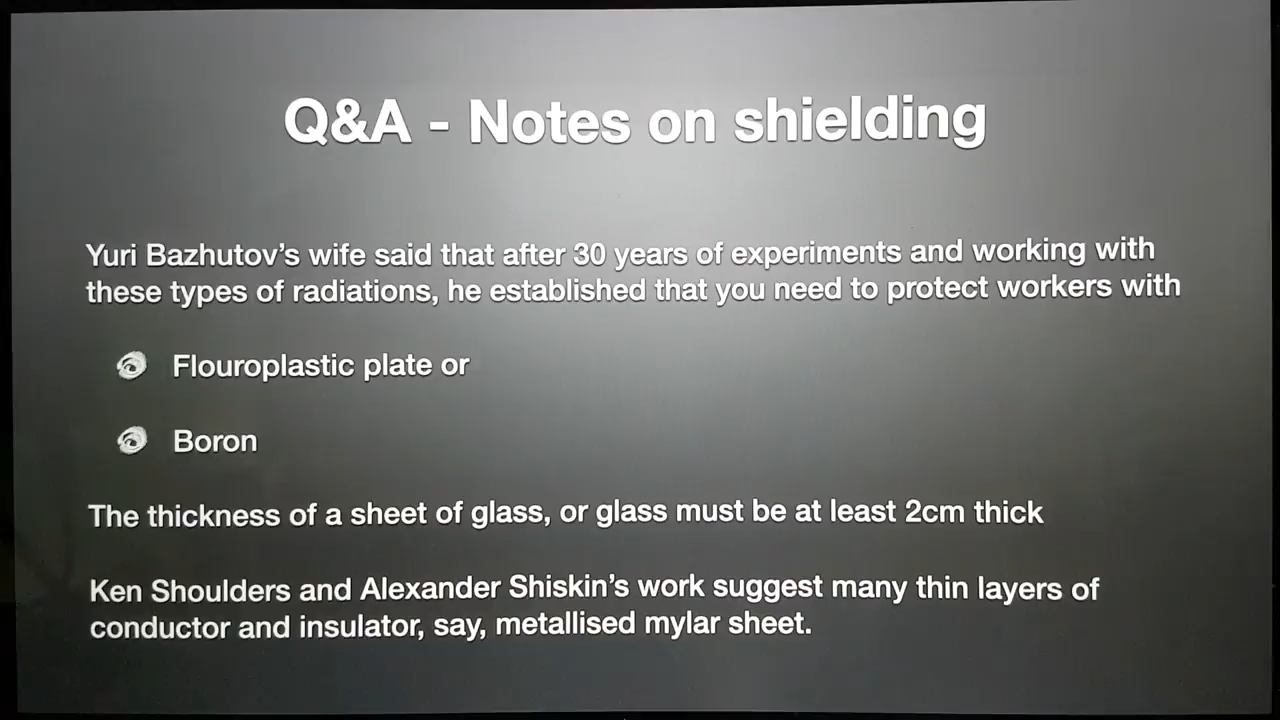 Q&A - Notes on shielding
Yuri Bazhutov's wife said that after 30 years of experiments and working with
these types of radiations, he established that you need to protect workers with
Flouroplastic plate or
Boron
The thickness of a sheet of glass, or glass must be at least 2cm thick
Ken Shoulders and Alexander Shiskin's work suggest many thin layers of
conductor and insulator, say, metallised mylar sheet.